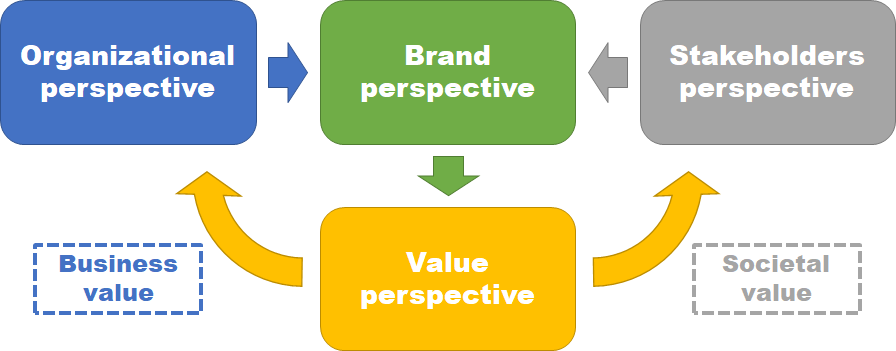 Organizational
perspective
Brand
perspective
Stakeholders
perspective
Business
value
Value
perspective
Societal
value